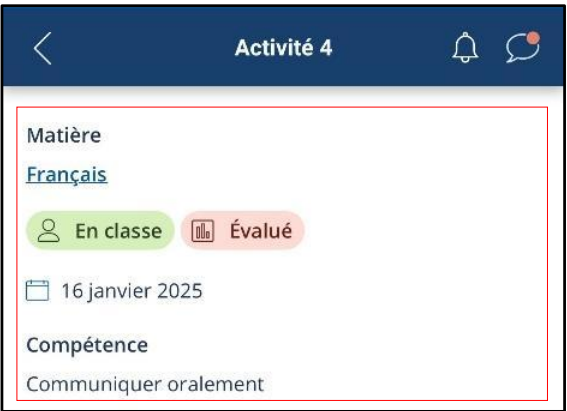 Activité 4
Matière
Français
En classe Évalué
16 janvier 2025
Compétence
Communiquer oralement